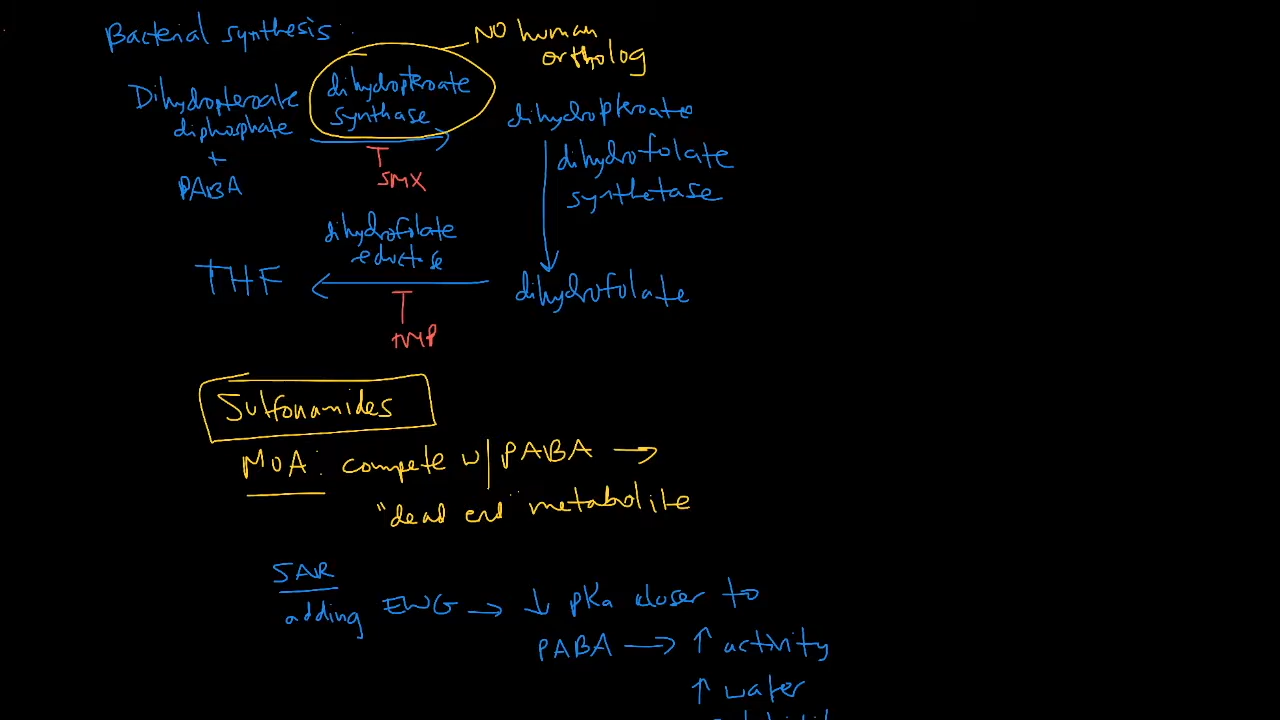 Bacterial synthesis
NO human
ortholog
Dihydropteroate
diphosphate
+
PABA
dihydropteroate
synthase
SMX
dihydropteroate
dihydrofolate
synthetase
dihydrofolate
dihydrofolate
reductase
TMP
THF
Sulfonamides
MOA: compete w/ PABA →
"dead end" metabolite
SAR
adding EWG → ↓ pKa closer to
PABA → ↑ activity
↑ water